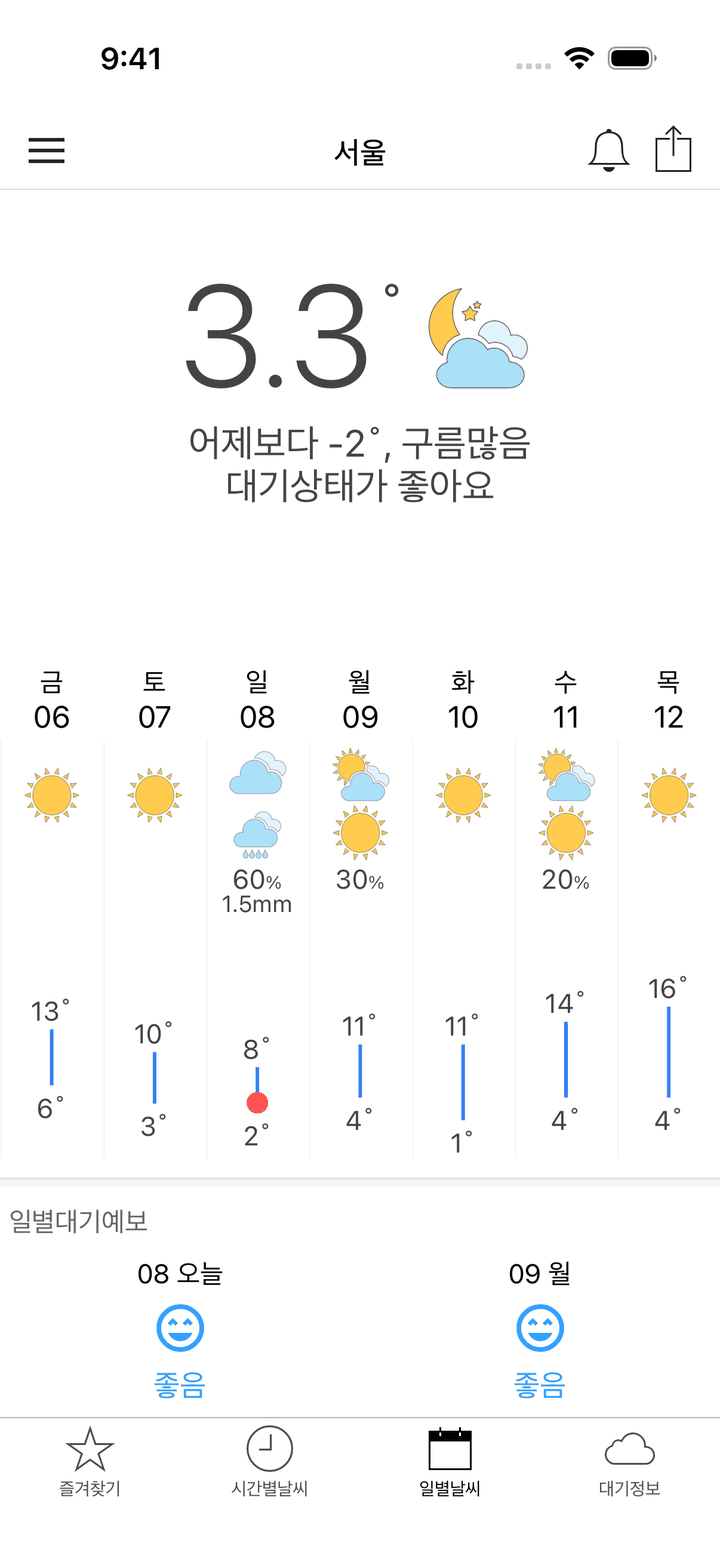 9:41
서울
3.3°
어제보다 -2°, 구름많음
대기상태가 좋아요
금 토 일 월 화 수 목
06 07 08 09 10 11 12
60% 30% 20%
1.5mm
13° 10° 8° 11° 11° 14° 16°
6° 3° 2° 4° 1° 4° 4°
일별대기예보
08 오늘 09 월
좋음 좋음
즐겨찾기 시간별날씨 일별날씨 대기정보